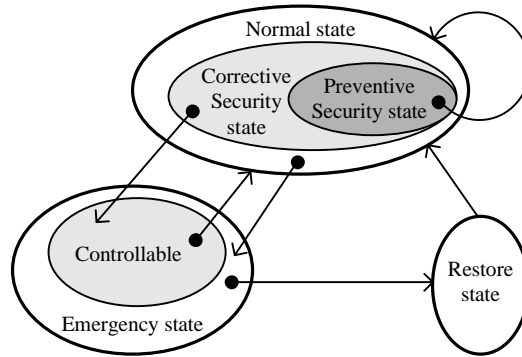 Normal state
Corrective
Security
state
Preventive
Security state
Controllable
Emergency state
Restore
state